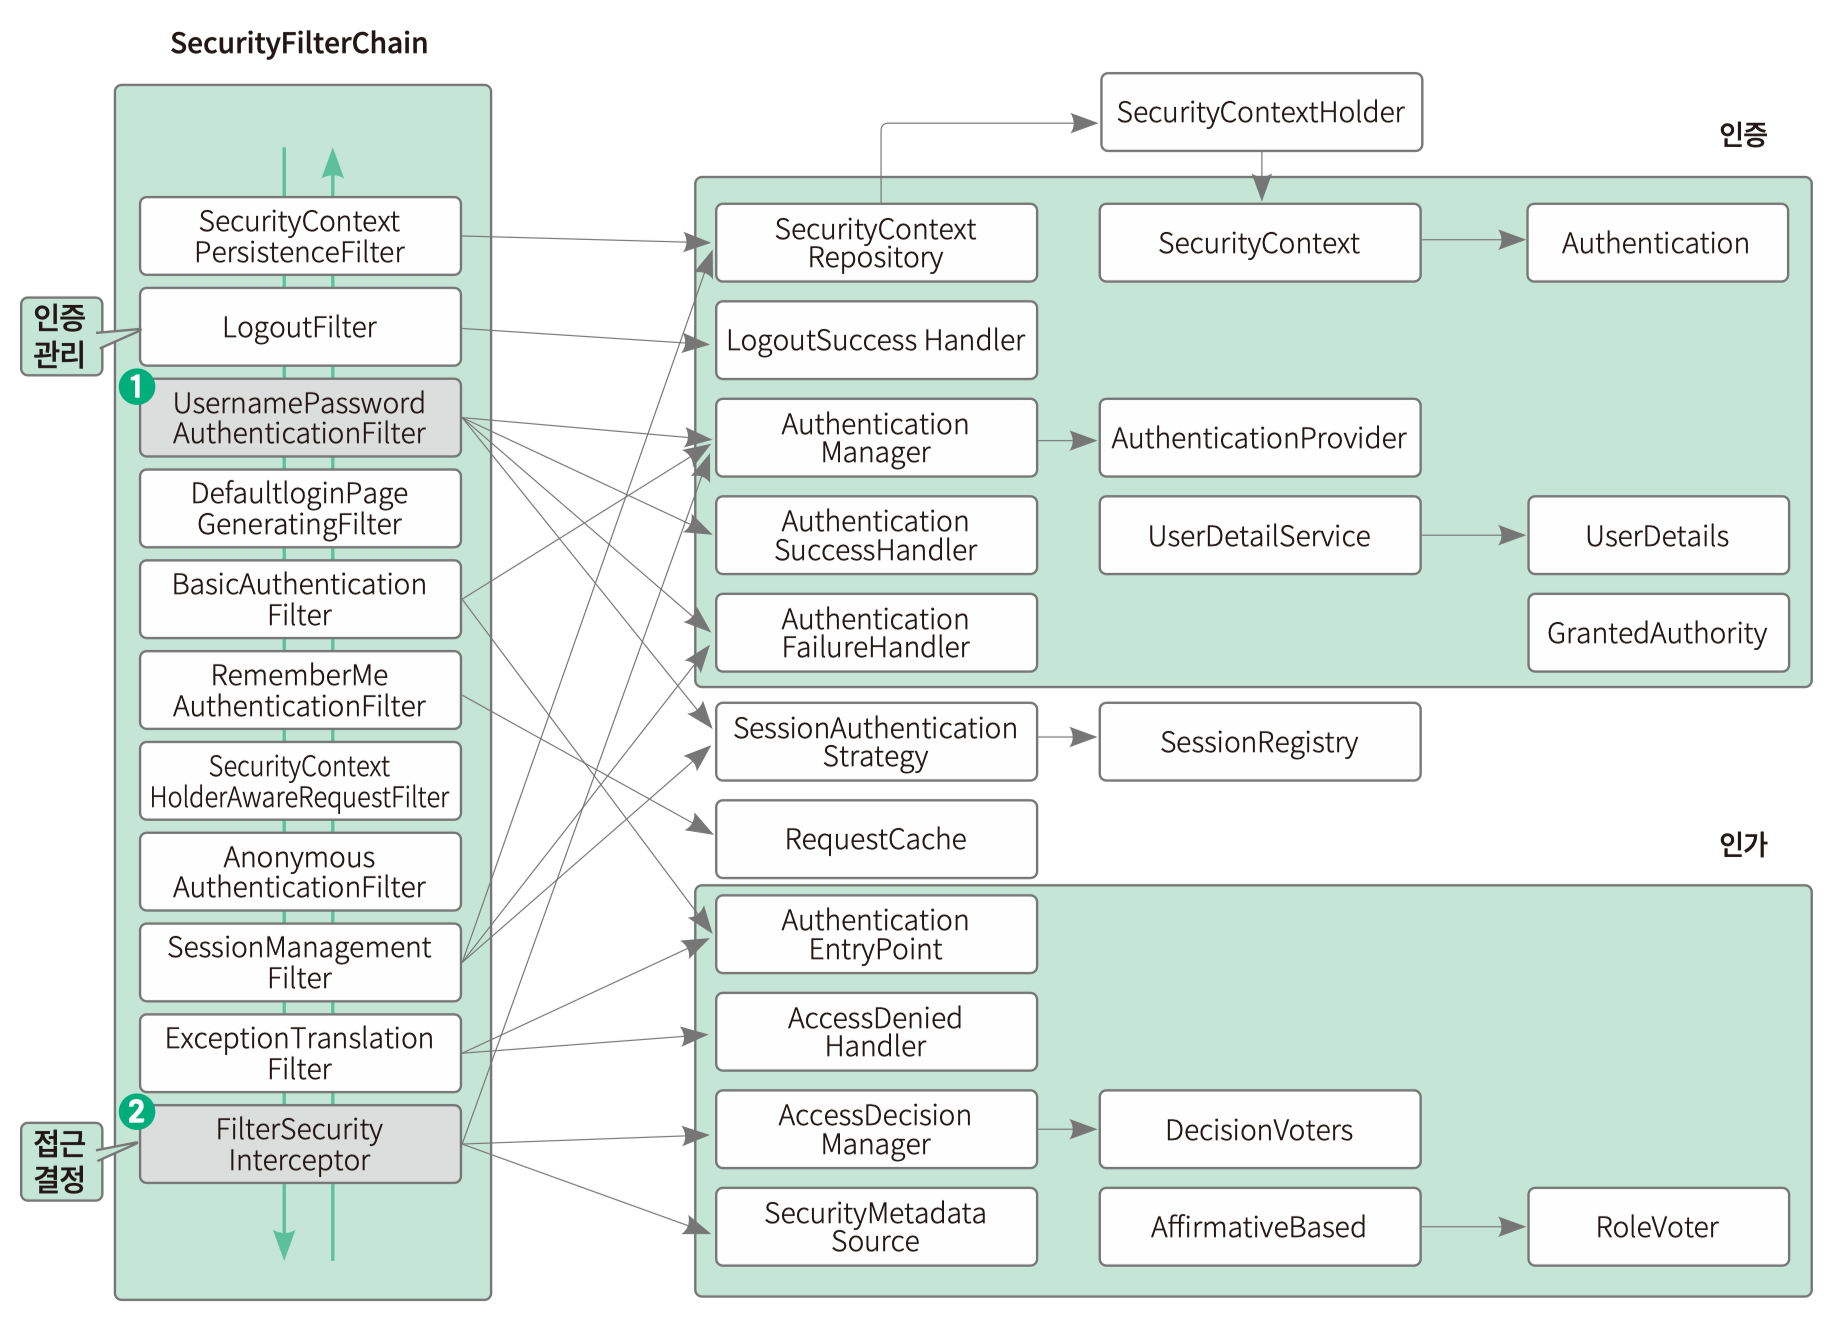 SecurityFilterChain
SecurityContext
PersistenceFilter
인증
관리
LogoutFilter
1
UsernamePassword
AuthenticationFilter
DefaultloginPage
GeneratingFilter
BasicAuthentication
Filter
RememberMe
AuthenticationFilter
SecurityContext
HolderAwareRequestFilter
Anonymous
AuthenticationFilter
SessionManagement
Filter
ExceptionTranslation
Filter
2
접근
결정
FilterSecurity
Interceptor
SecurityContextHolder
인증
SecurityContext
Repository
SecurityContext
Authentication
LogoutSuccess Handler
Authentication
Manager
AuthenticationProvider
Authentication
SuccessHandler
UserDetailService
UserDetails
Authentication
FailureHandler
GrantedAuthority
SessionAuthentication
Strategy
SessionRegistry
RequestCache
인가
Authentication
EntryPoint
AccessDenied
Handler
AccessDecision
Manager
DecisionVoters
SecurityMetadata
Source
AffirmativeBased
RoleVoter